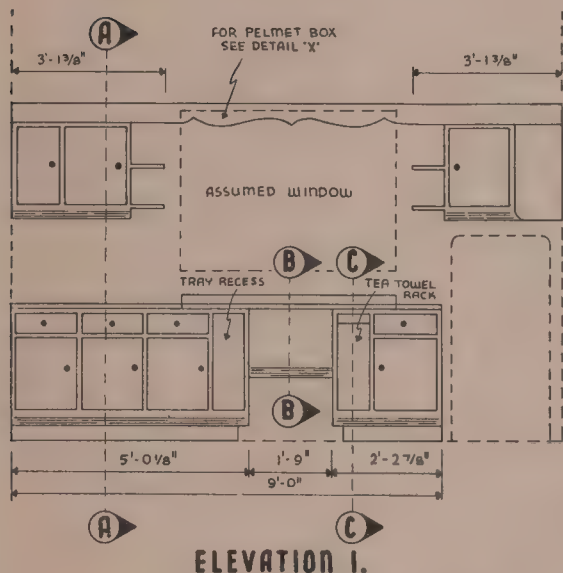 A
FOR PELMET BOX
SEE DETAIL 'X'
3'-1 3/8"
3'-1 3/8"
ASSUMED WINDOW
B
C
TRAY RECESS
TEA TOWEL
RACK
B
5'-0 1/8"
1'-9"
2'-2 7/8"
9'-0"
A
C
ELEVATION 1.